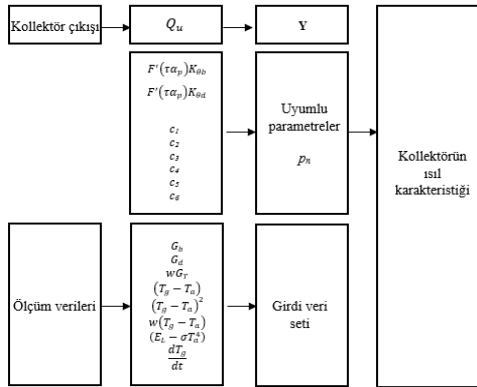 Kollektör çıkışı
Q_u
Y
F'(τα_p)K_θb
F'(τα_p)K_θd
c_1
c_2
c_3
c_4
c_5
c_6
Uyumlu
parametreler
p_n
Kollektörün
ısıl
karakteristiği
Ölçüm verileri
G_b
G_d
wG_T
(T_g − T_a)
(T_g − T_a)^2
w(T_g − T_a)
(E_L − σT_a^4)
dT_g
dt
Girdi veri
seti